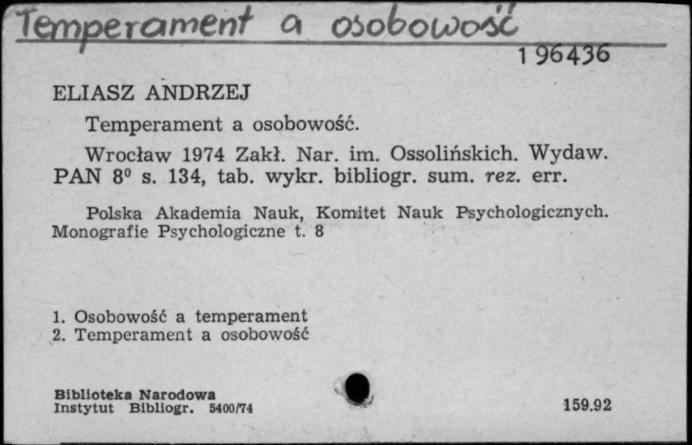 Temperament a osobowość
196436
ELIASZ ANDRZEJ
Temperament a osobowość.
Wrocław 1974 Zakł. Nar. im. Ossolińskich. Wydaw.
PAN 8⁰ s. 134, tab. wykr. bibliogr. sum. rez. err.
Polska Akademia Nauk, Komitet Nauk Psychologicznych.
Monografie Psychologiczne t. 8
1. Osobowość a temperament
2. Temperament a osobowość
Biblioteka Narodowa
Instytut Bibliogr. 5400/74
159.92